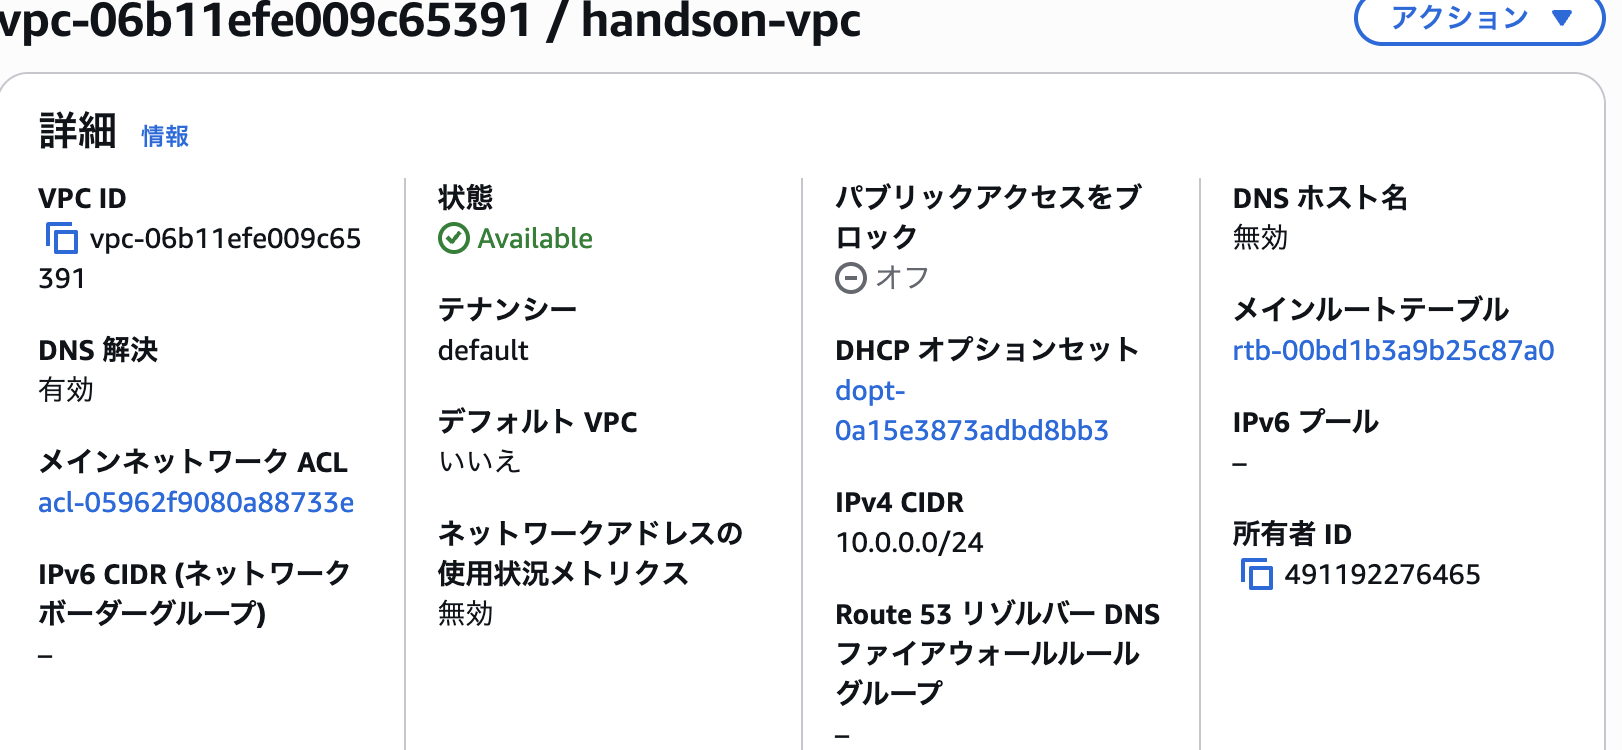 vpc-06b11efe009c65391 / handson-vpc
アクション
詳細 情報
VPC ID
vpc-06b11efe009c65
391
DNS 解決
有効
メインネットワーク ACL
acl-05962f9080a88733e
IPv6 CIDR (ネットワーク
ボーダーグループ)
–
状態
Available
テナンシー
default
デフォルト VPC
いいえ
ネットワークアドレスの
使用状況メトリクス
無効
パブリックアクセスをブ
ロック
オフ
DHCP オプションセット
dopt-
0a15e3873adbd8bb3
IPv4 CIDR
10.0.0.0/24
Route 53 リゾルバー DNS
ファイアウォールルール
グループ
–
DNS ホスト名
無効
メインルートテーブル
rtb-00bd1b3a9b25c87a0
IPv6 プール
–
所有者 ID
491192276465